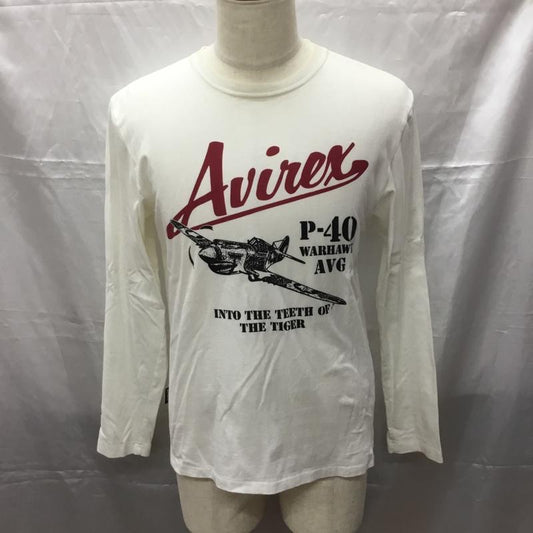 Avirex
P-40
WARHAWK
AVG
INTO THE TEETH OF
THE TIGER